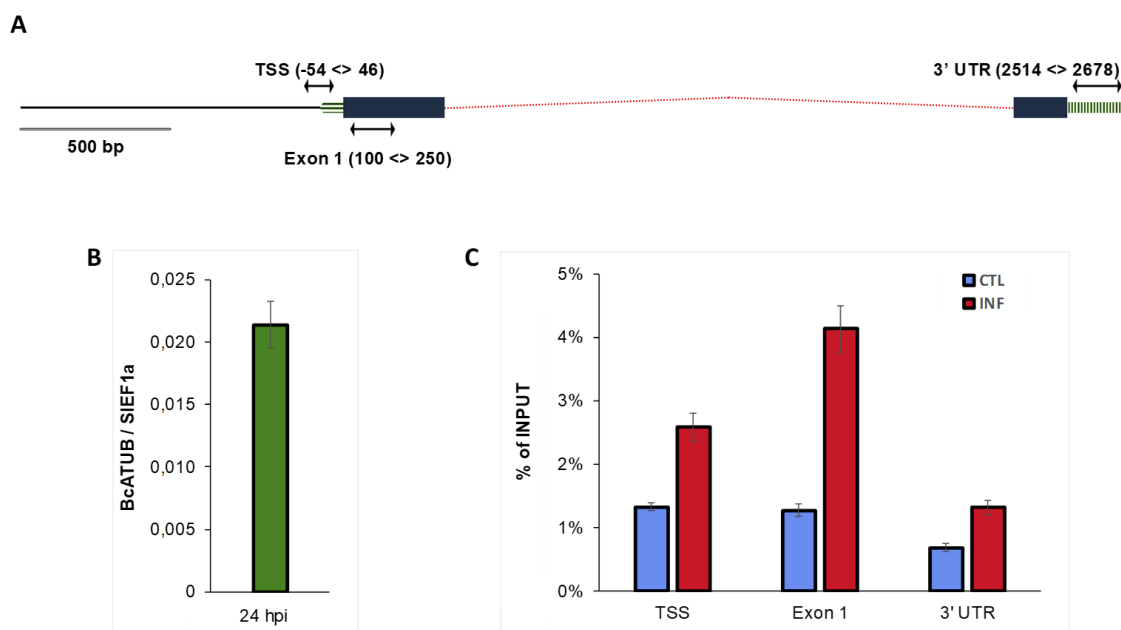 A
TSS (-54 <> 46)
3' UTR (2514 <> 2678)
500 bp
Exon 1 (100 <> 250)
B
BcATUB / SlEF1a
0,025
0,020
0,015
0,010
0,005
0
24 hpi
C
% of INPUT
5%
4%
3%
2%
1%
0%
CTL
INF
TSS
Exon 1
3' UTR